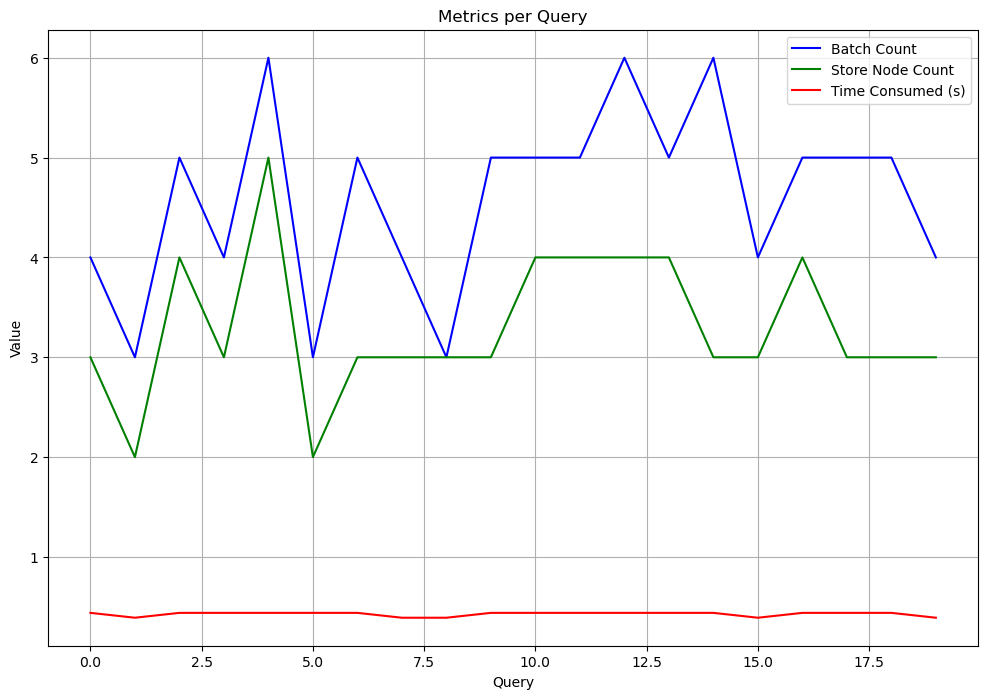 Metrics per Query
Batch Count
Store Node Count
Time Consumed (s)
Value
6
5
4
3
2
1
0.0 2.5 5.0 7.5 10.0 12.5 15.0 17.5
Query